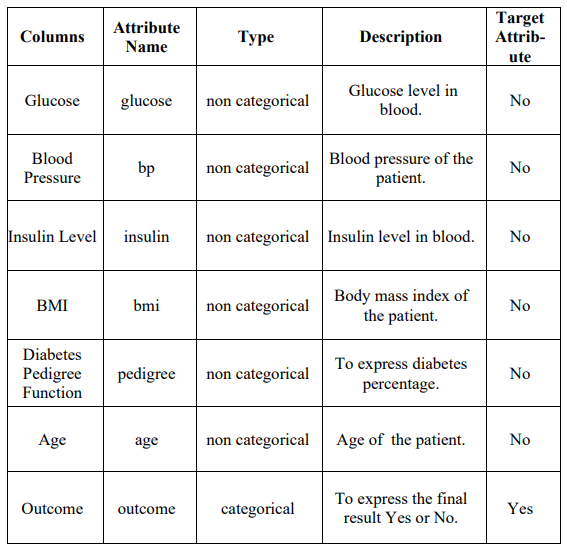 Columns Attribute Name Type Description Target Attrib-ute
Glucose glucose non categorical Glucose level in blood. No
Blood Pressure bp non categorical Blood pressure of the patient. No
Insulin Level insulin non categorical Insulin level in blood. No
BMI bmi non categorical Body mass index of the patient. No
Diabetes Pedigree Function pedigree non categorical To express diabetes percentage. No
Age age non categorical Age of the patient. No
Outcome outcome categorical To express the final result Yes or No. Yes